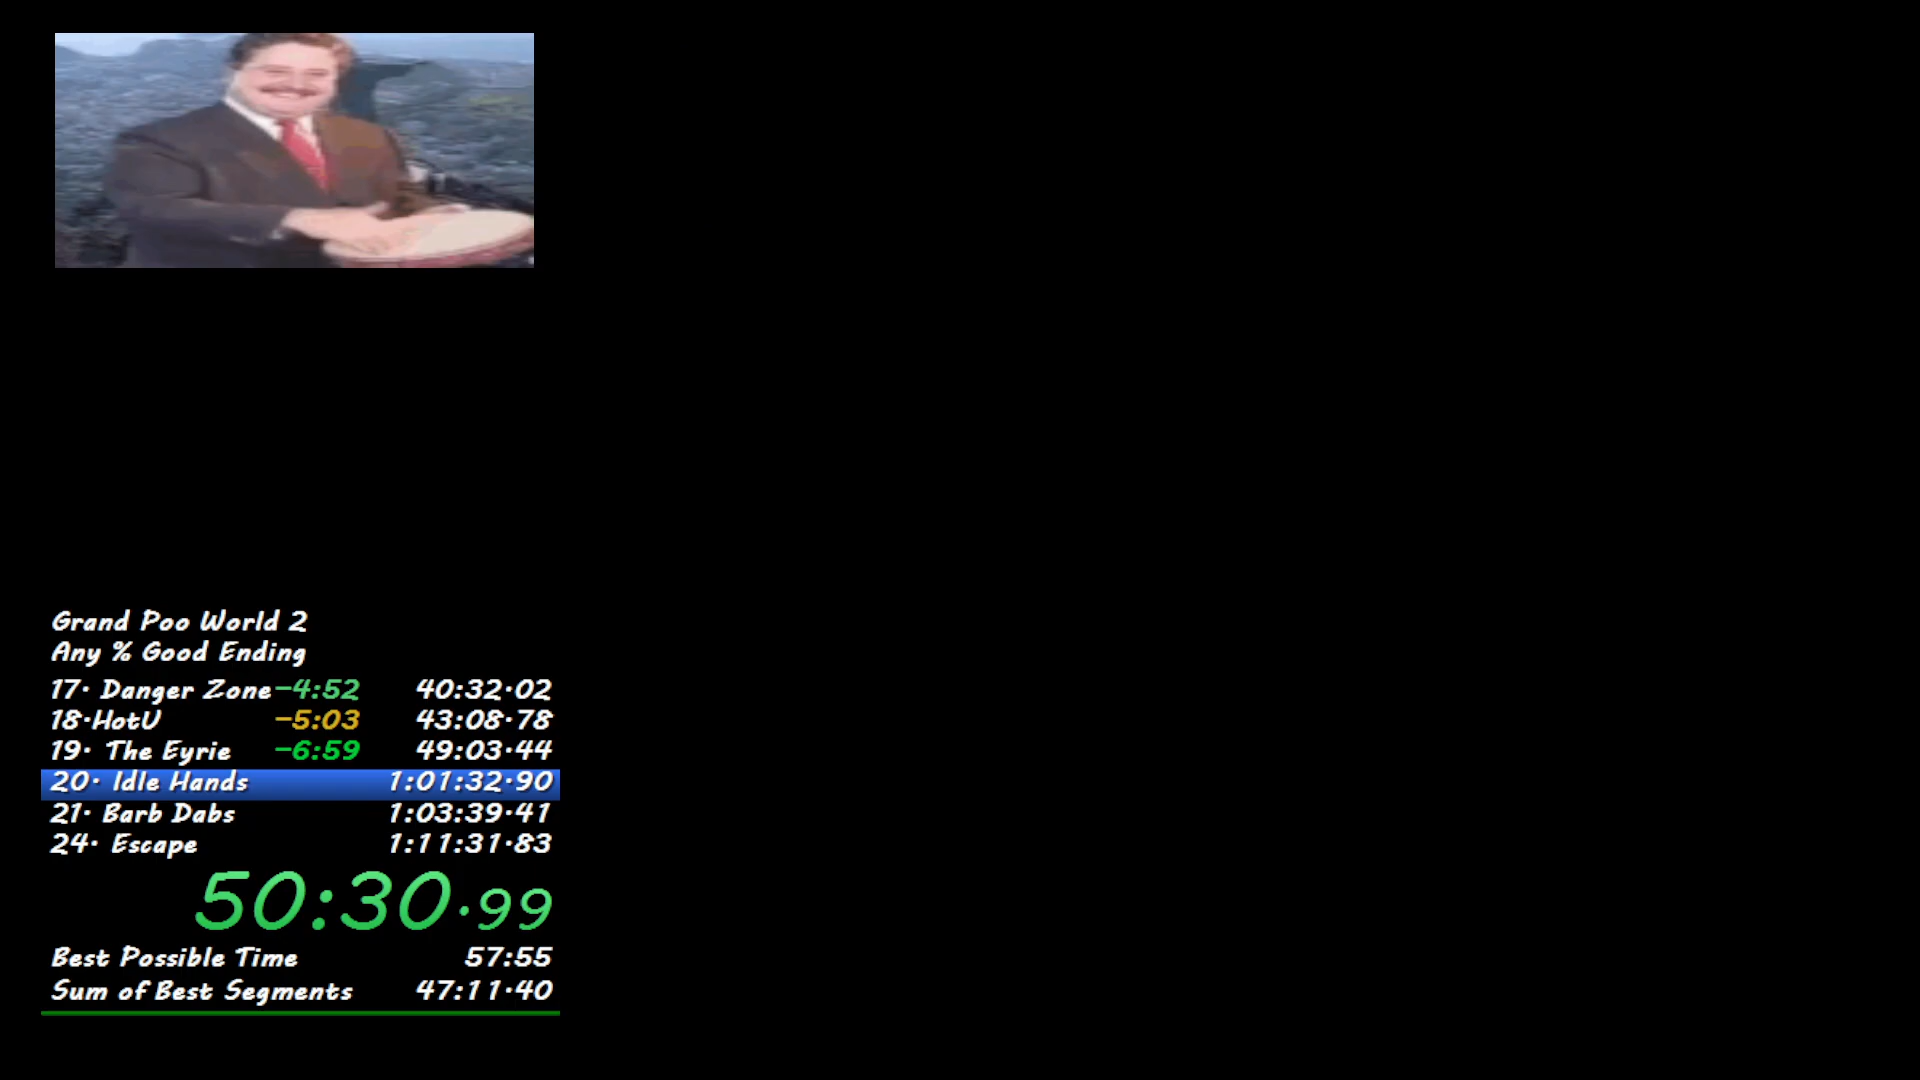 Grand Poo World 2
Any % Good Ending
17. Danger Zone -4:52 40:32.02
18.HotU -5:03 43:08.78
19. The Eyrie -6:59 49:03.44
20. Idle Hands 1:01:32.90
21. Barb Dabs 1:03:39.41
24. Escape 1:11:31.83
50:30.99
Best Possible Time 57:55
Sum of Best Segments 47:11.40